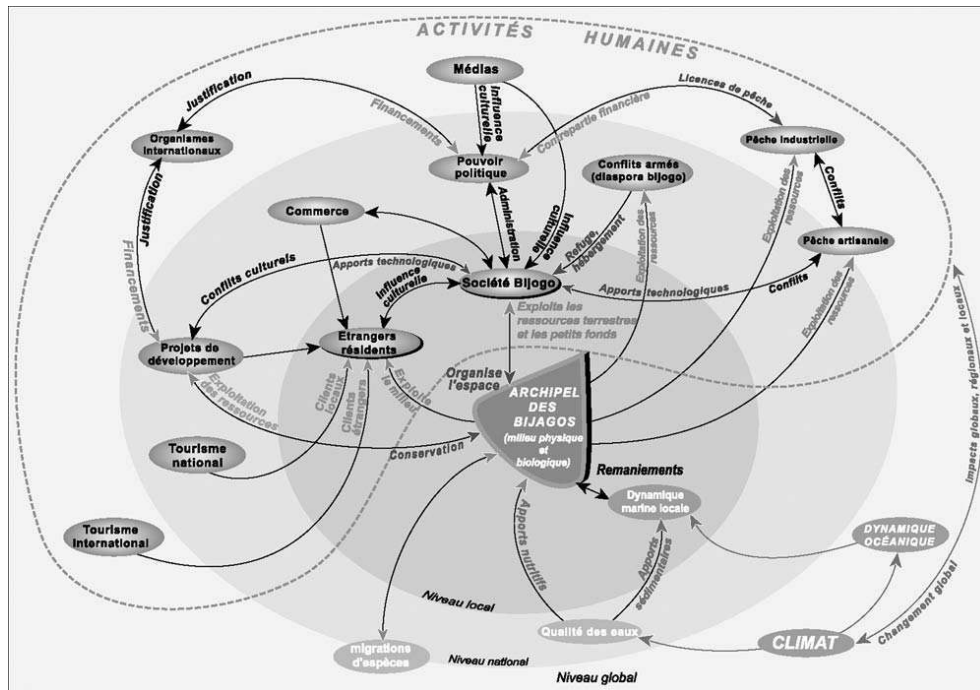 ACTIVITÉS HUMAINES
Médias
Justification
Influence
culturelle
Licences de pêche
Financements
Contrepartie financière
Organismes
internationaux
Pêche industrielle
Pouvoir
politique
Conflits armés
(diaspora bijogo)
Exploitation des
ressources
Conflits
Justification
Financements
Commerce
Administration
Influence
culturelle
Refuge,
hébergement
Exploitation des
ressources
Pêche artisanale
Conflits culturels
Apports technologiques
Influence
culturelle
Société Bijogo
Apports technologiques
Conflits
Exploitation des
ressources
Impacts globaux, régionaux et locaux
Exploite les
ressources terrestres
et les petits fonds
Etrangers
résidents
Projets de
développement
Exploitation
des ressources
Clients
locaux
Clients
étrangers
Exploite
le milieu
Organise
l'espace
ARCHIPEL
DES
BIJAGOS
(milieu physique
et
biologique)
Tourisme
national
Conservation
Remaniements
Dynamique
marine locale
Tourisme
International
Apports nutritifs
Apports
sédimentaires
DYNAMIQUE
OCÉANIQUE
Niveau local
Qualité des eaux
CLIMAT
Changement global
migrations
d'espèces
Niveau national
Niveau global